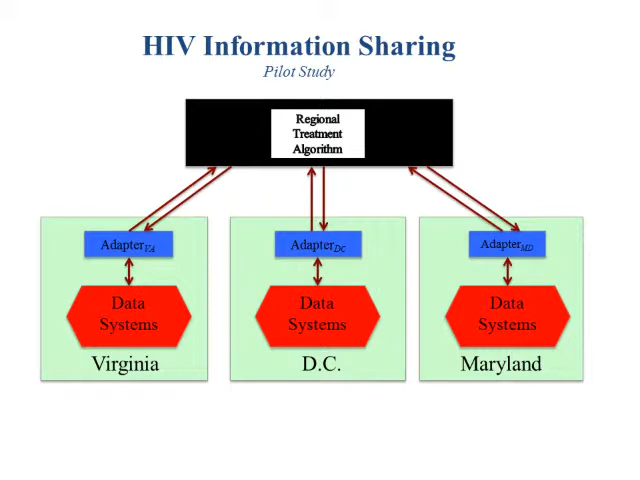 HIV Information Sharing
Pilot Study
Regional
Treatment
Algorithm
AdapterVA
AdapterDC
AdapterMD
Data
Systems
Data
Systems
Data
Systems
Virginia
D.C.
Maryland